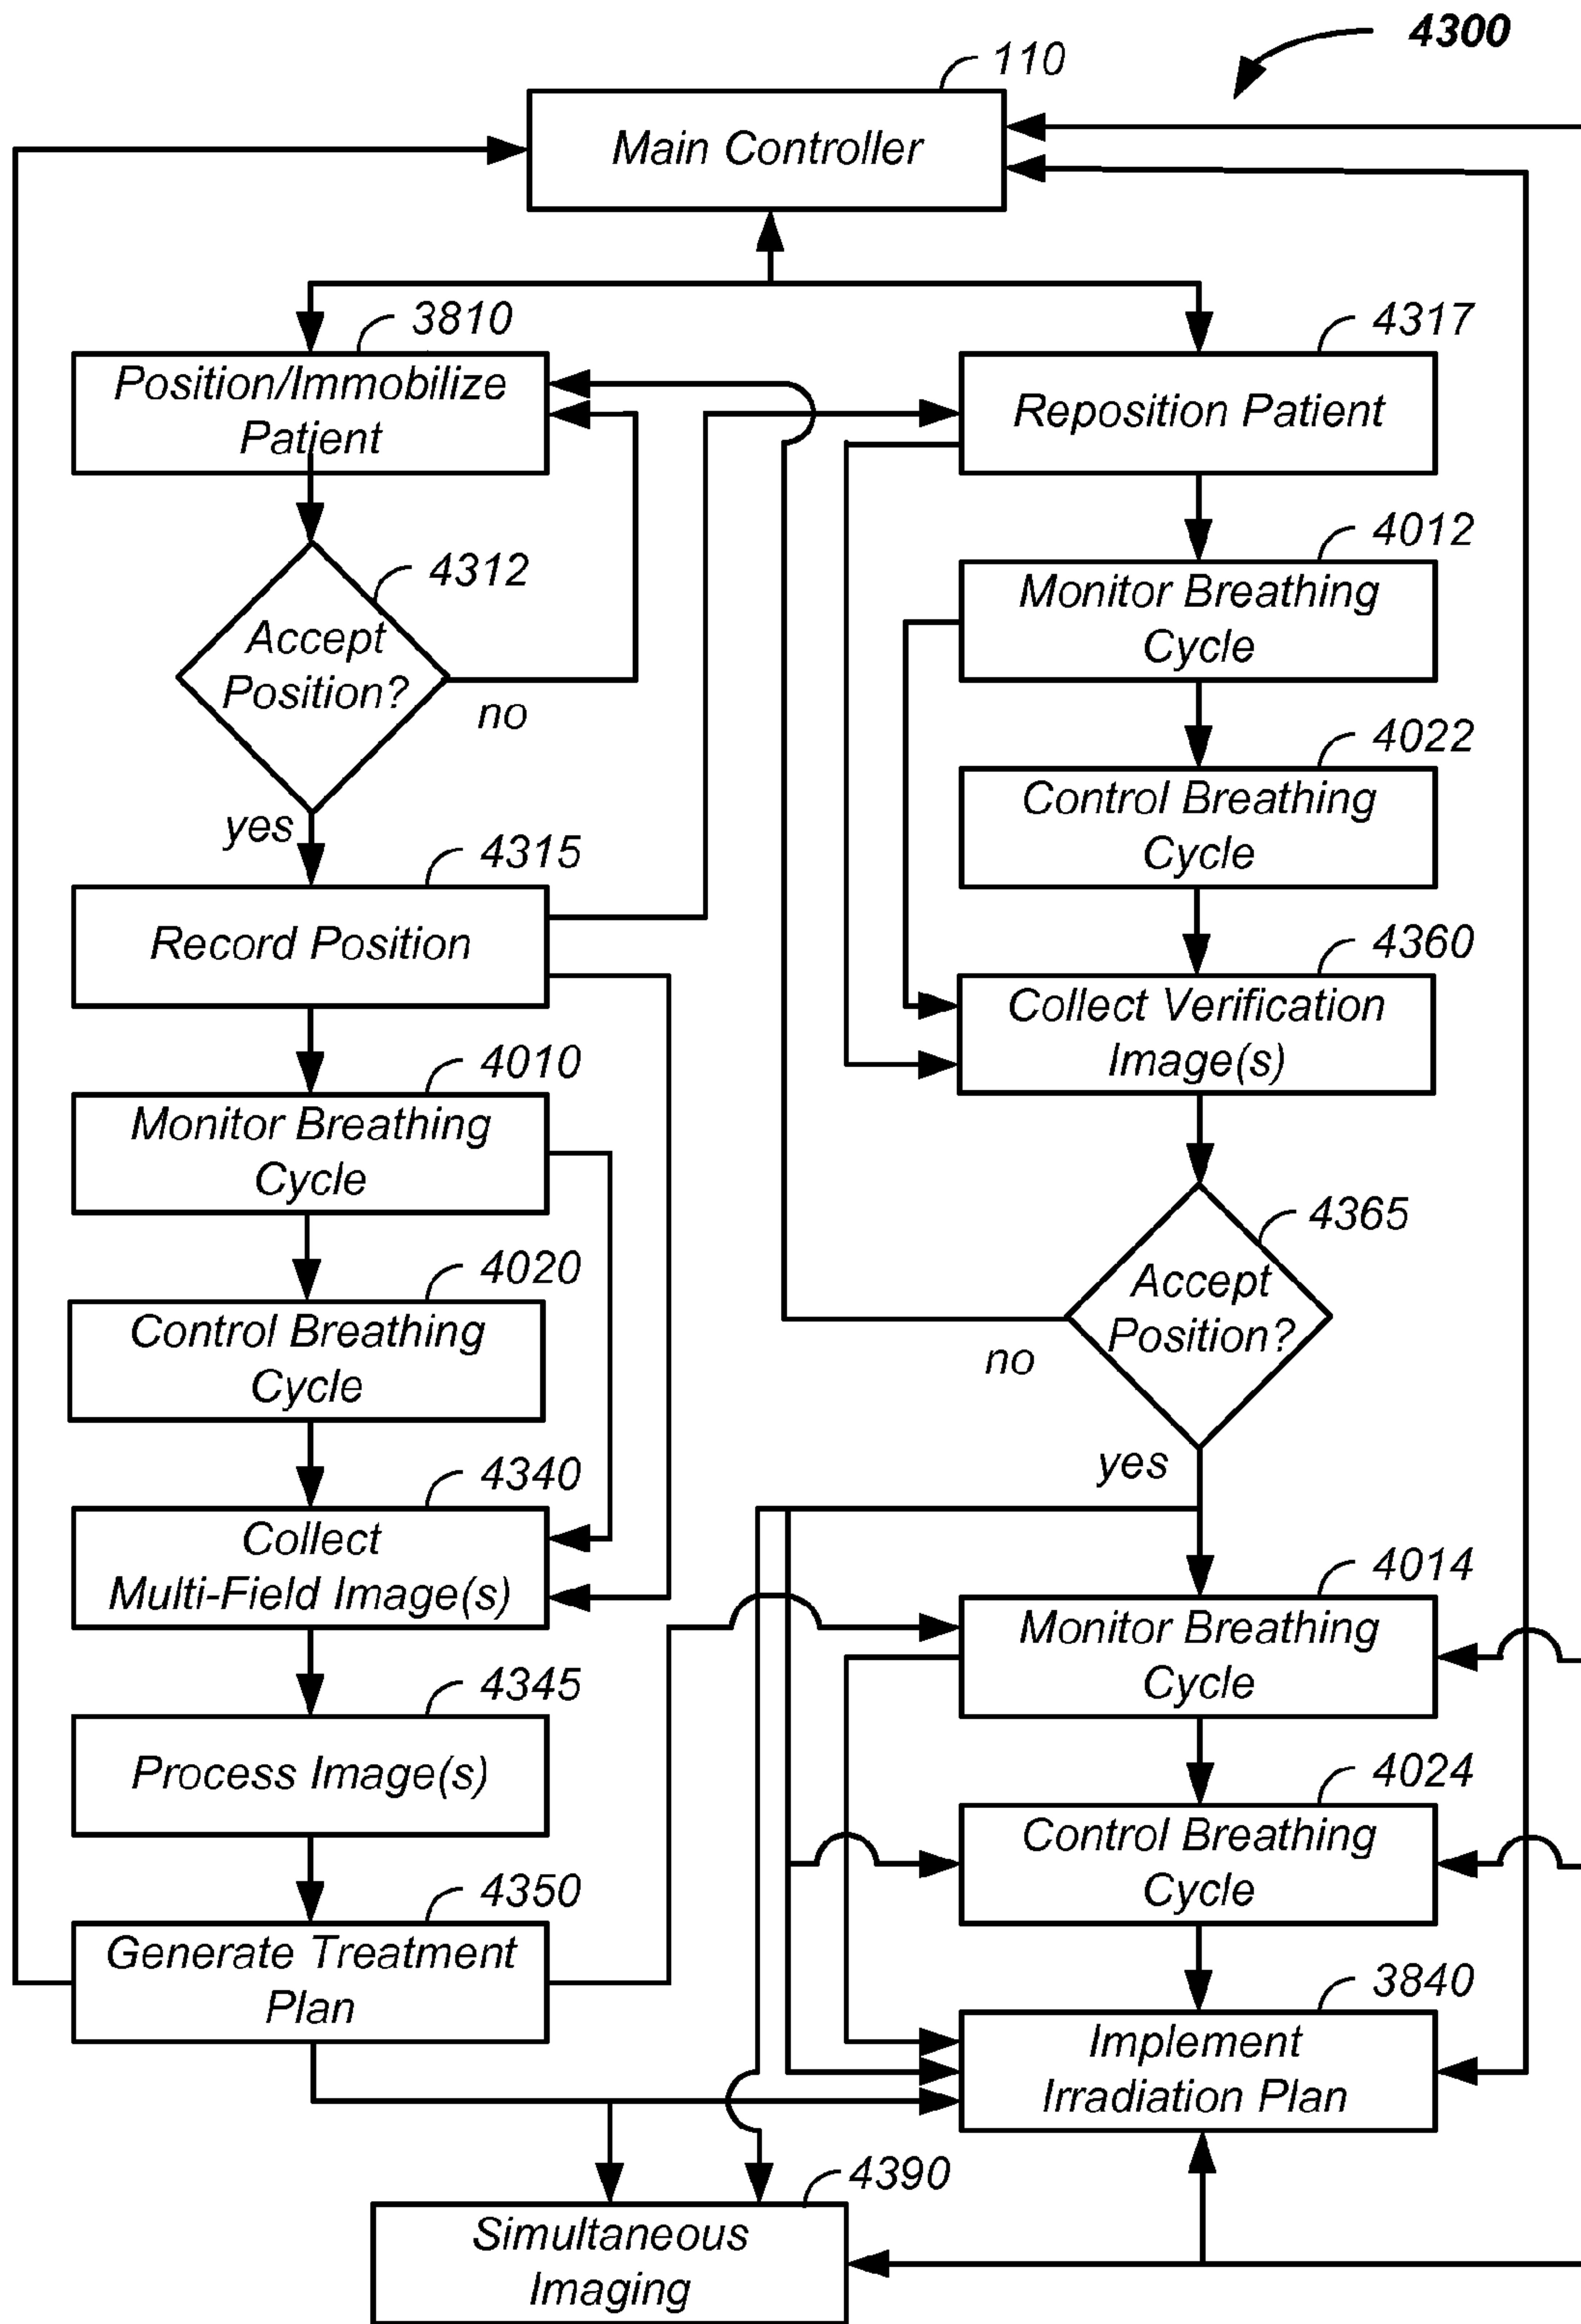 4300
110
Main Controller
3810
Position/Immobilize
Patient
4312
Accept
Position?
no
yes
4315
Record Position
4010
Monitor Breathing
Cycle
4020
Control Breathing
Cycle
4340
Collect
Multi-Field Image(s)
4345
Process Image(s)
4350
Generate Treatment
Plan
4317
Reposition Patient
4012
Monitor Breathing
Cycle
4022
Control Breathing
Cycle
4360
Collect Verification
Image(s)
4365
Accept
Position?
no
yes
4014
Monitor Breathing
Cycle
4024
Control Breathing
Cycle
3840
Implement
Irradiation Plan
4390
Simultaneous
Imaging